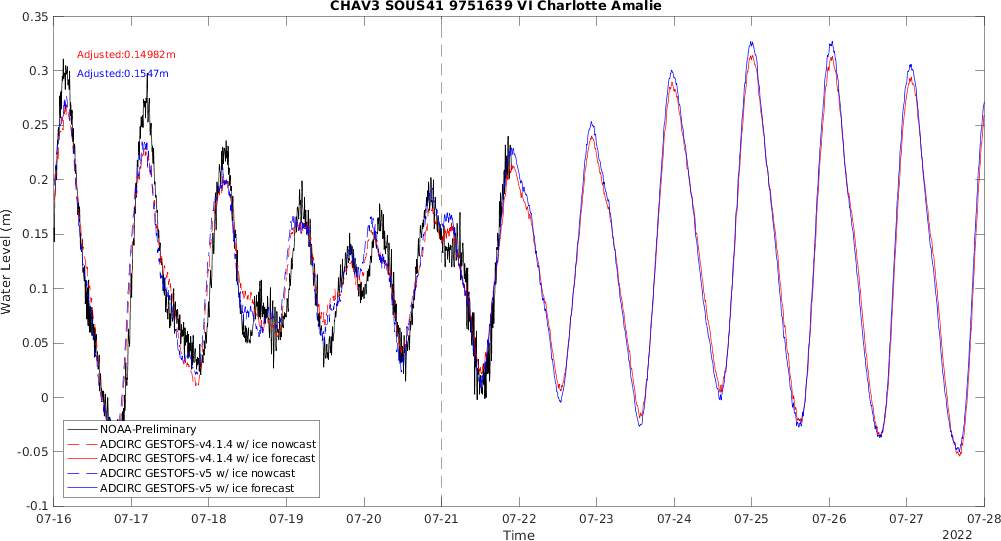 CHAV3 SOUS41 9751639 VI Charlotte Amalie
0.35
0.3
0.25
0.2
0.15
0.1
0.05
0
-0.05
-0.1
Water Level (m)
Adjusted:0.14982m
Adjusted:0.1547m
NOAA-Preliminary
ADCIRC GESTOFS-v4.1.4 w/ ice nowcast
ADCIRC GESTOFS-v4.1.4 w/ ice forecast
ADCIRC GESTOFS-v5 w/ ice nowcast
ADCIRC GESTOFS-v5 w/ ice forecast
07-16 07-17 07-18 07-19 07-20 07-21 07-22 07-23 07-24 07-25 07-26 07-27 07-28
Time
2022